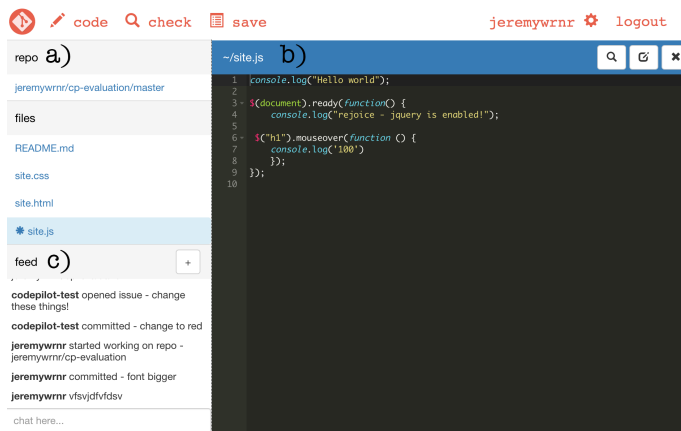 code check save jeremywrnr logout
repo a)
jeremywrnr/cp-evaluation/master
files
README.md
site.css
site.html
site.js
feed c) +
codepilot-test opened issue - change
these things!
codepilot-test committed - change to red
jeremywrnr started working on repo -
jeremywrnr/cp-evaluation
jeremywrnr committed - font bigger
jeremywrnr vfsvjdfvfdsv
chat here...
~/site.js b)
1 console.log("Hello world");
2
3 $(document).ready(function() {
4 console.log("rejoice - jquery is enabled!");
5
6 $("h1").mouseover(function () {
7 console.log('100')
8 });
9 });
10